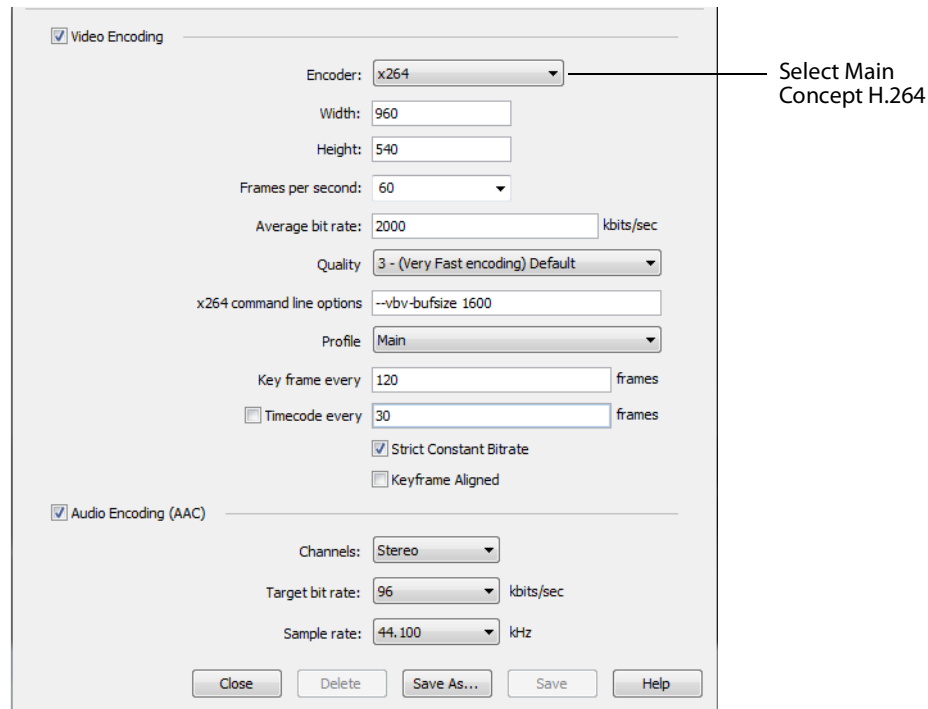 Video Encoding
Encoder: x264
Select Main
Concept H.264
Width: 960
Height: 540
Frames per second: 60
Average bit rate: 2000 kbits/sec
Quality 3 - (Very Fast encoding) Default
x264 command line options --vbv-bufsize 1600
Profile Main
Key frame every 120 frames
Timecode every 30 frames
Strict Constant Bitrate
Keyframe Aligned
Audio Encoding (AAC)
Channels: Stereo
Target bit rate: 96 kbits/sec
Sample rate: 44.100 kHz
Close Delete Save As... Save Help